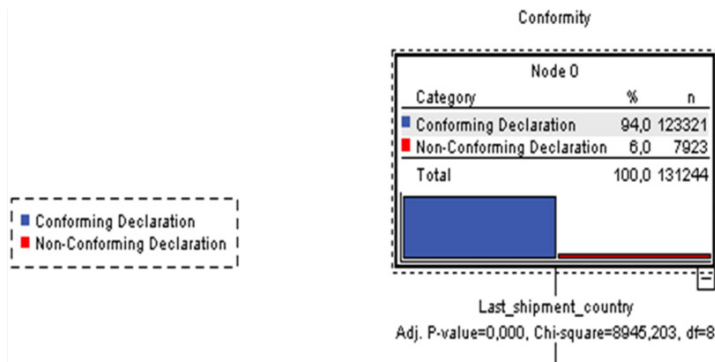 Conformity
Node 0
Category % n
Conforming Declaration 94,0 123321
Non-Conforming Declaration 6,0 7923
Total 100,0 131244
Conforming Declaration
Non-Conforming Declaration
Last_shipment_country
Adj. P-value=0,000, Chi-square=8945,203, df=8